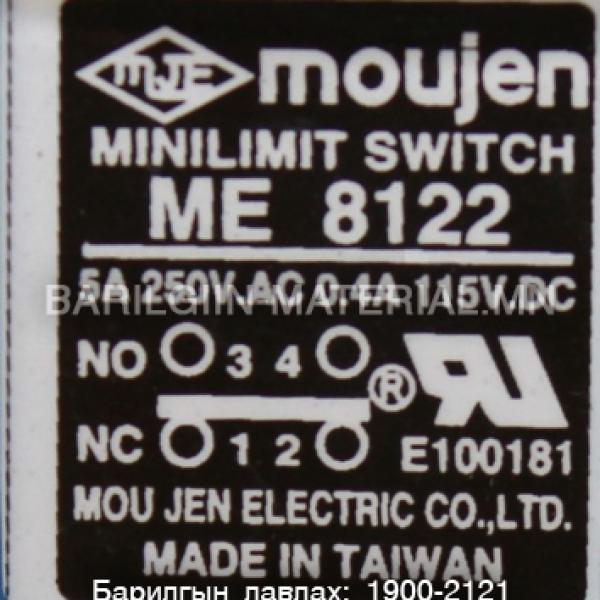 MJE moujen
MINILIMIT SWITCH
ME 8122
5A 250V.AC 0.4A 115V.DC
BARILGIIN-MATERIAL.MN
NO 3 4
®
NC 1 2 E100181
MOU JEN ELECTRIC CO.,LTD.
MADE IN TAIWAN
Барилгын лавлах: 1900-2121